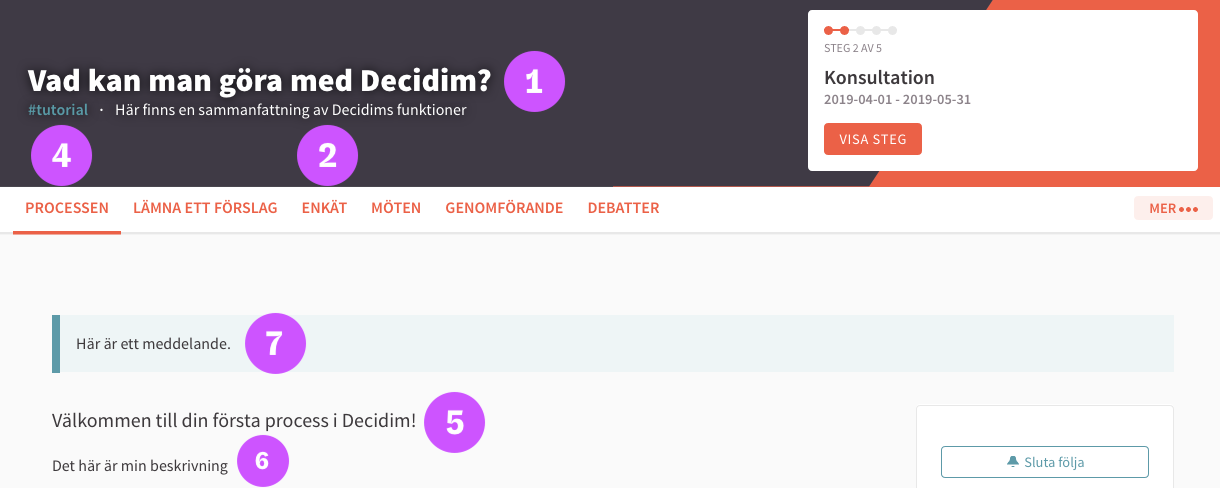 Vad kan man göra med Decidim? 1
#tutorial · Här finns en sammanfattning av Decidims funktioner
4 2
STEG 2 AV 5
Konsultation
2019-04-01 - 2019-05-31
VISA STEG
PROCESSEN LÄMNA ETT FÖRSLAG ENKÄT MÖTEN GENOMFÖRANDE DEBATTER MER •••
Här är ett meddelande. 7
Välkommen till din första process i Decidim! 5
Det här är min beskrivning 6
Sluta följa